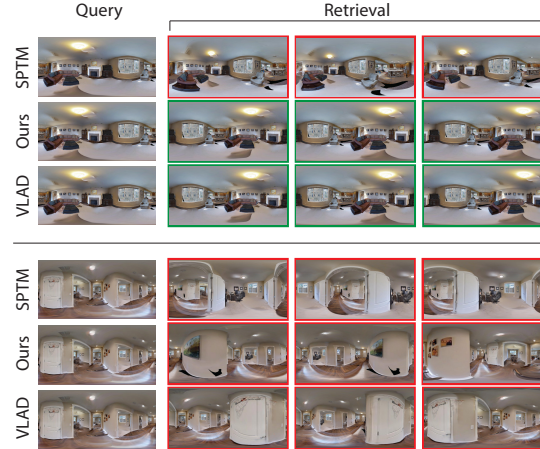 Query Retrieval
SPTM
Ours
VLAD
SPTM
Ours
VLAD